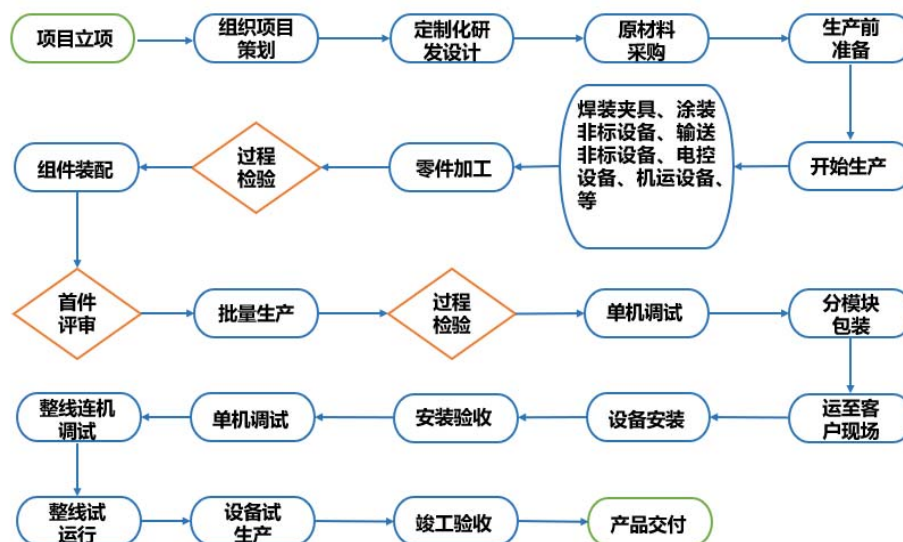 项目立项
组织项目
策划
定制化研
发设计
原材料
采购
生产前
准备
开始生产
焊装夹具、涂装
非标设备、输送
非标设备、电控
设备、机运设备、
等
零件加工
过程
检验
组件装配
首件
评审
批量生产
过程
检验
单机调试
分模块
包装
运至客
户现场
设备安装
安装验收
单机调试
整线连机
调试
整线试
运行
设备试
生产
竣工验收
产品交付